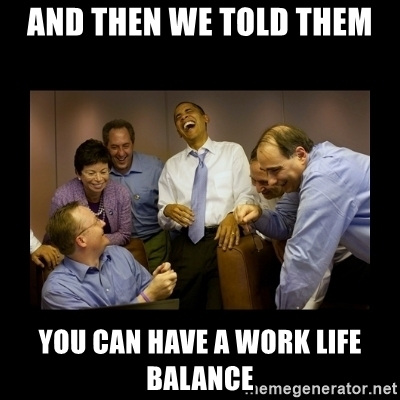 AND THEN WE TOLD THEM
YOU CAN HAVE A WORK LIFE
BALANCE
memegenerator.net